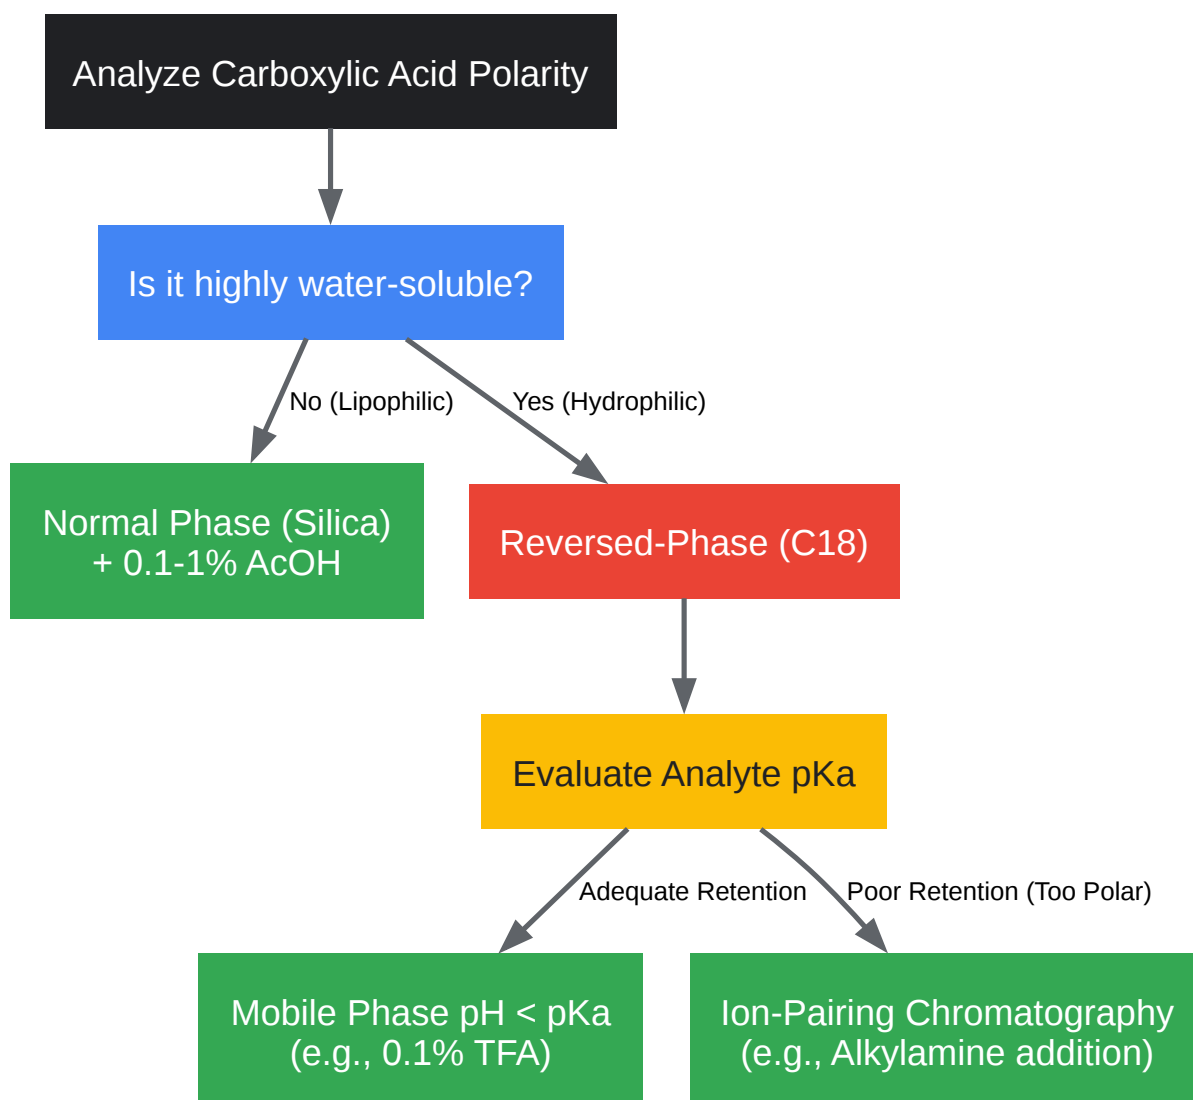 Analyze Carboxylic Acid Polarity
Is it highly water-soluble?
No (Lipophilic)
Yes (Hydrophilic)
Normal Phase (Silica)
+ 0.1-1% AcOH
Reversed-Phase (C18)
Evaluate Analyte pKa
Adequate Retention
Poor Retention (Too Polar)
Mobile Phase pH < pKa
(e.g., 0.1% TFA)
Ion-Pairing Chromatography
(e.g., Alkylamine addition)